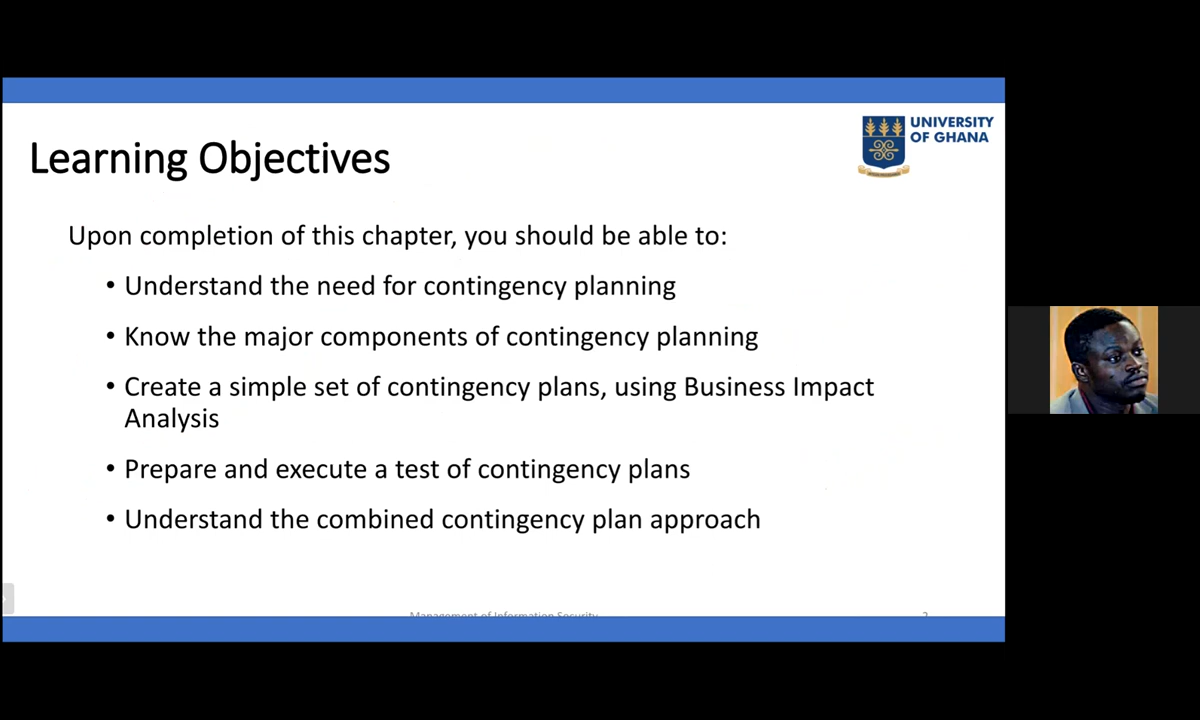 UNIVERSITY
OF GHANA
Learning Objectives
Upon completion of this chapter, you should be able to:
• Understand the need for contingency planning
• Know the major components of contingency planning
• Create a simple set of contingency plans, using Business Impact
Analysis
• Prepare and execute a test of contingency plans
• Understand the combined contingency plan approach
Management of Information Security